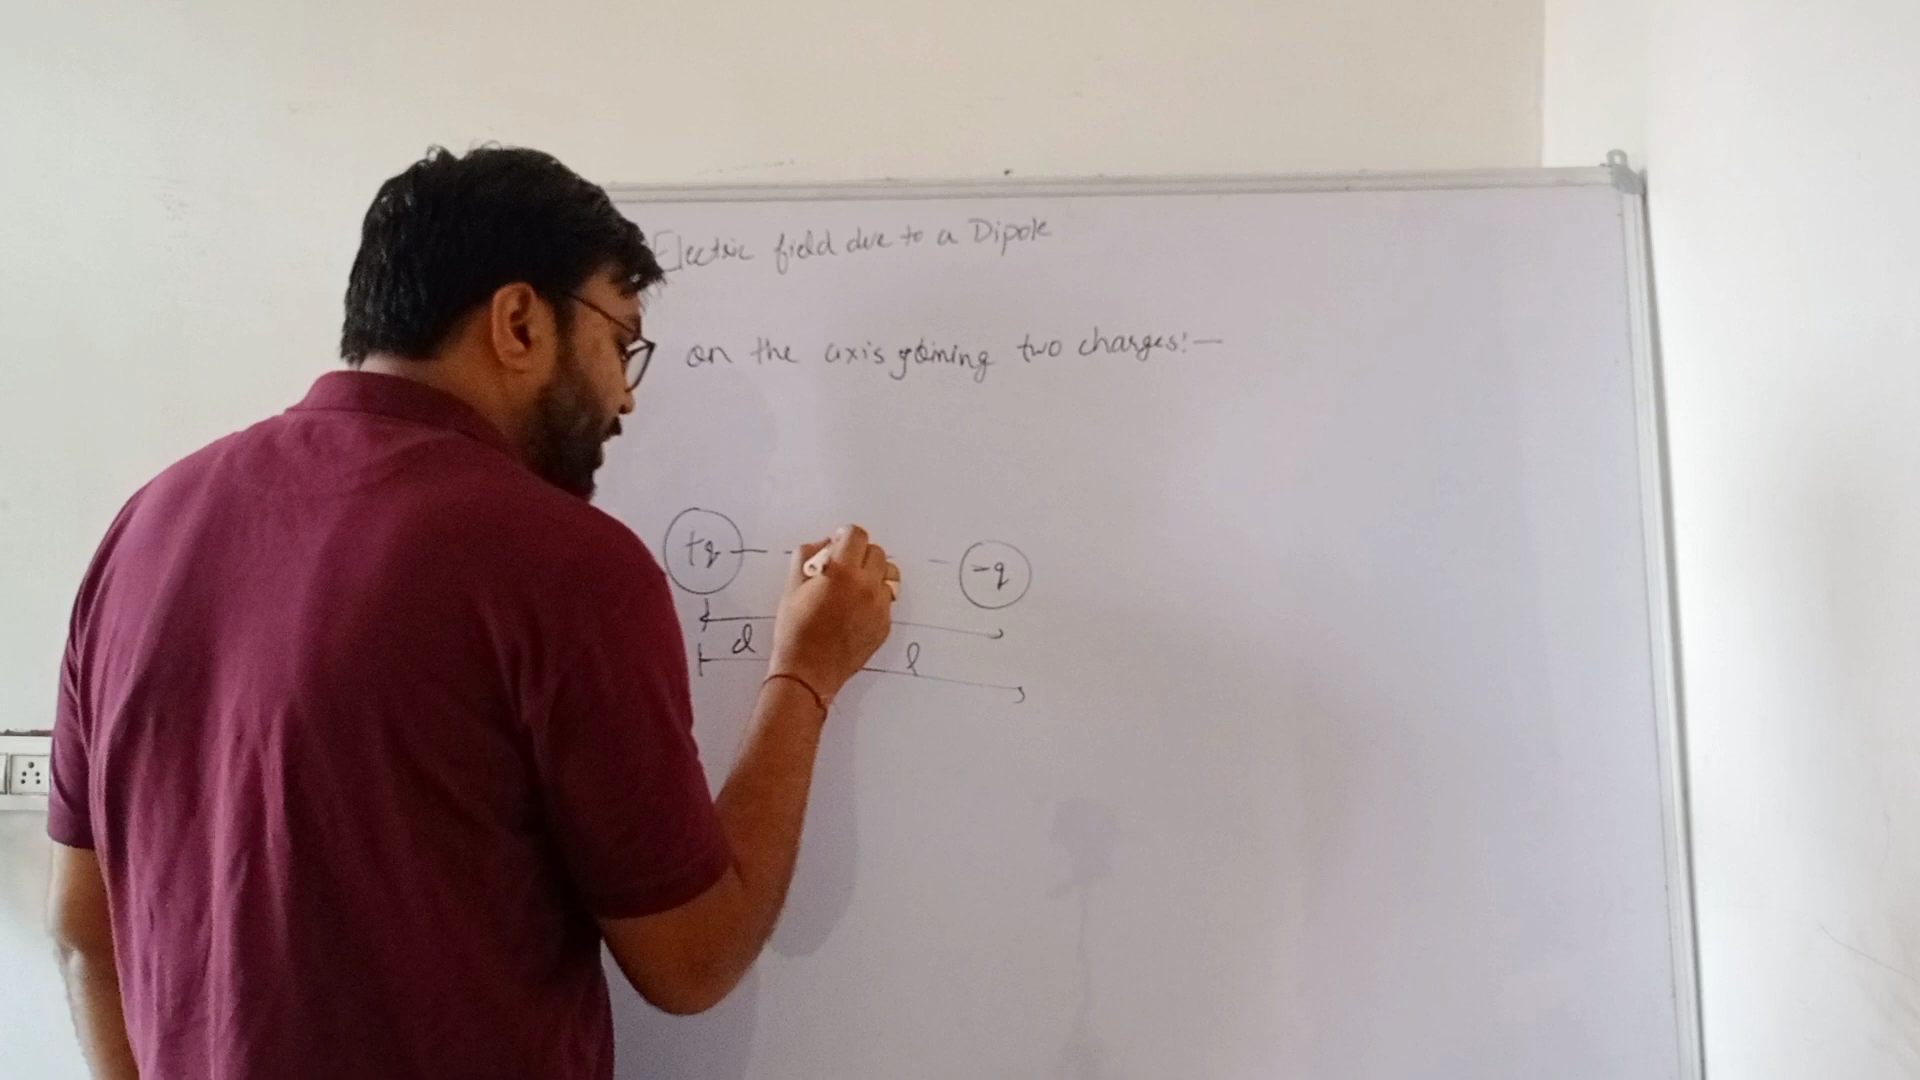 Electric field due to a Dipole
on the axis joining two charges:—
+q
-q
d
l